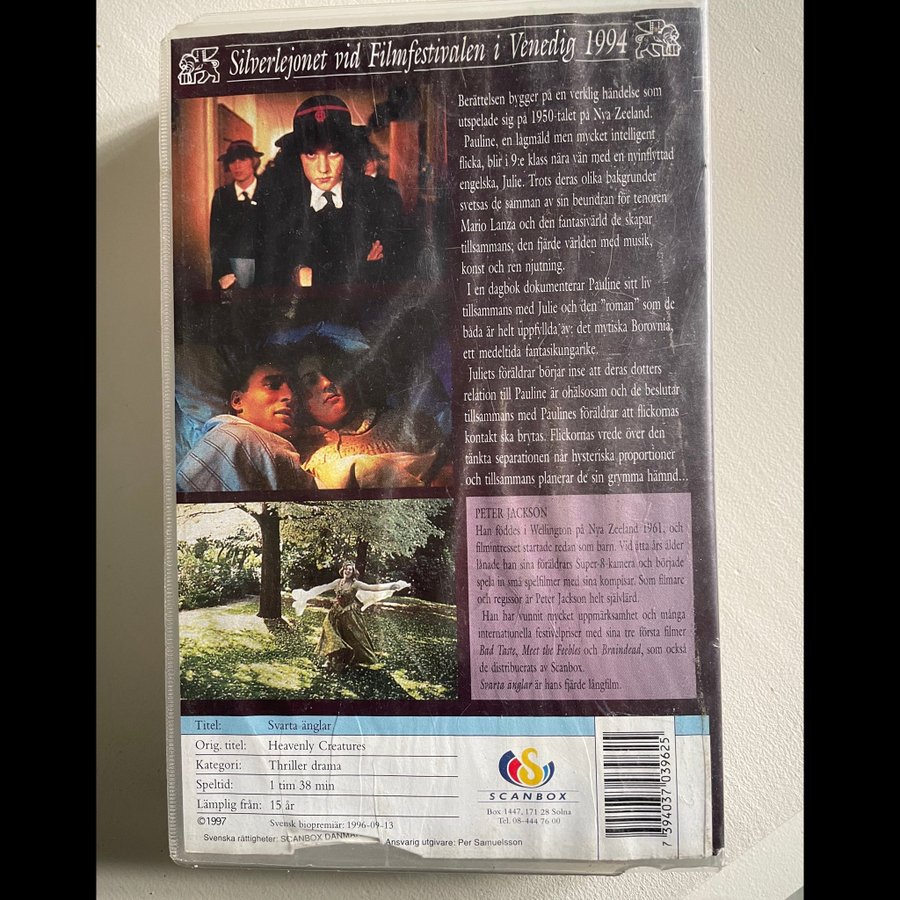 Silverlejonet vid Filmfestivalen i Venedig 1994
Berättelsen bygger på en verklig händelse som
utspelade sig på 1950-talet på Nya Zeeland.
Pauline, en lågmäld men mycket intelligent
flicka, blir i 9:e klass nära vän med en nyinflyttad
engelska, Julie. Trots deras olika bakgrunder
svetsas de samman av sin beundran för tenoren
Mario Lanza och den fantasivärld de skapar
tillsammans; den fjärde världen med musik,
konst och ren njutning.
I en dagbok dokumenterar Pauline sitt liv
tillsammans med Julie och den "roman" som de
båda är helt uppfyllda av: det mytiska Borovnia,
ett medeltida fantasikungarike.
Juliets föräldrar börjar inse att deras dotters
relation till Pauline är ohälsosam och de beslutar
tillsammans med Paulines föräldrar att flickornas
kontakt ska brytas. Flickornas vrede över den
tänkta separationen når hysteriska proportioner
och tillsammans planerar de sin grymma hämnd...
PETER JACKSON
Han föddes i Wellington på Nya Zeeland 1961, och
filmintresset startade redan som barn. Vid åtta års ålder
lånade han sina föräldrars Super-8-kamera och började
spela in små spelfilmer med sina kompisar. Som filmare
och regissör är Peter Jackson helt självlärd.
Han har vunnit mycket uppmärksamhet och många
internationella festivalpriser med sina tre första filmer
Bad Taste, Meet the Feebles och Braindead, som också
de distribuerats av Scanbox.
Svarta änglar är hans fjärde långfilm.
Titel: Svarta änglar
Orig. titel: Heavenly Creatures
Kategori: Thriller drama
Speltid: 1 tim 38 min
Lämplig från: 15 år
©1997 Svensk biopremiär: 1996-09-13
Svenska rättigheter: SCANBOX Ansvarig utgivare: Per Samuelsson
SCANBOX
Box 1447, 171 28 Solna
Tel. 08-444 76 00
7 394037 039625